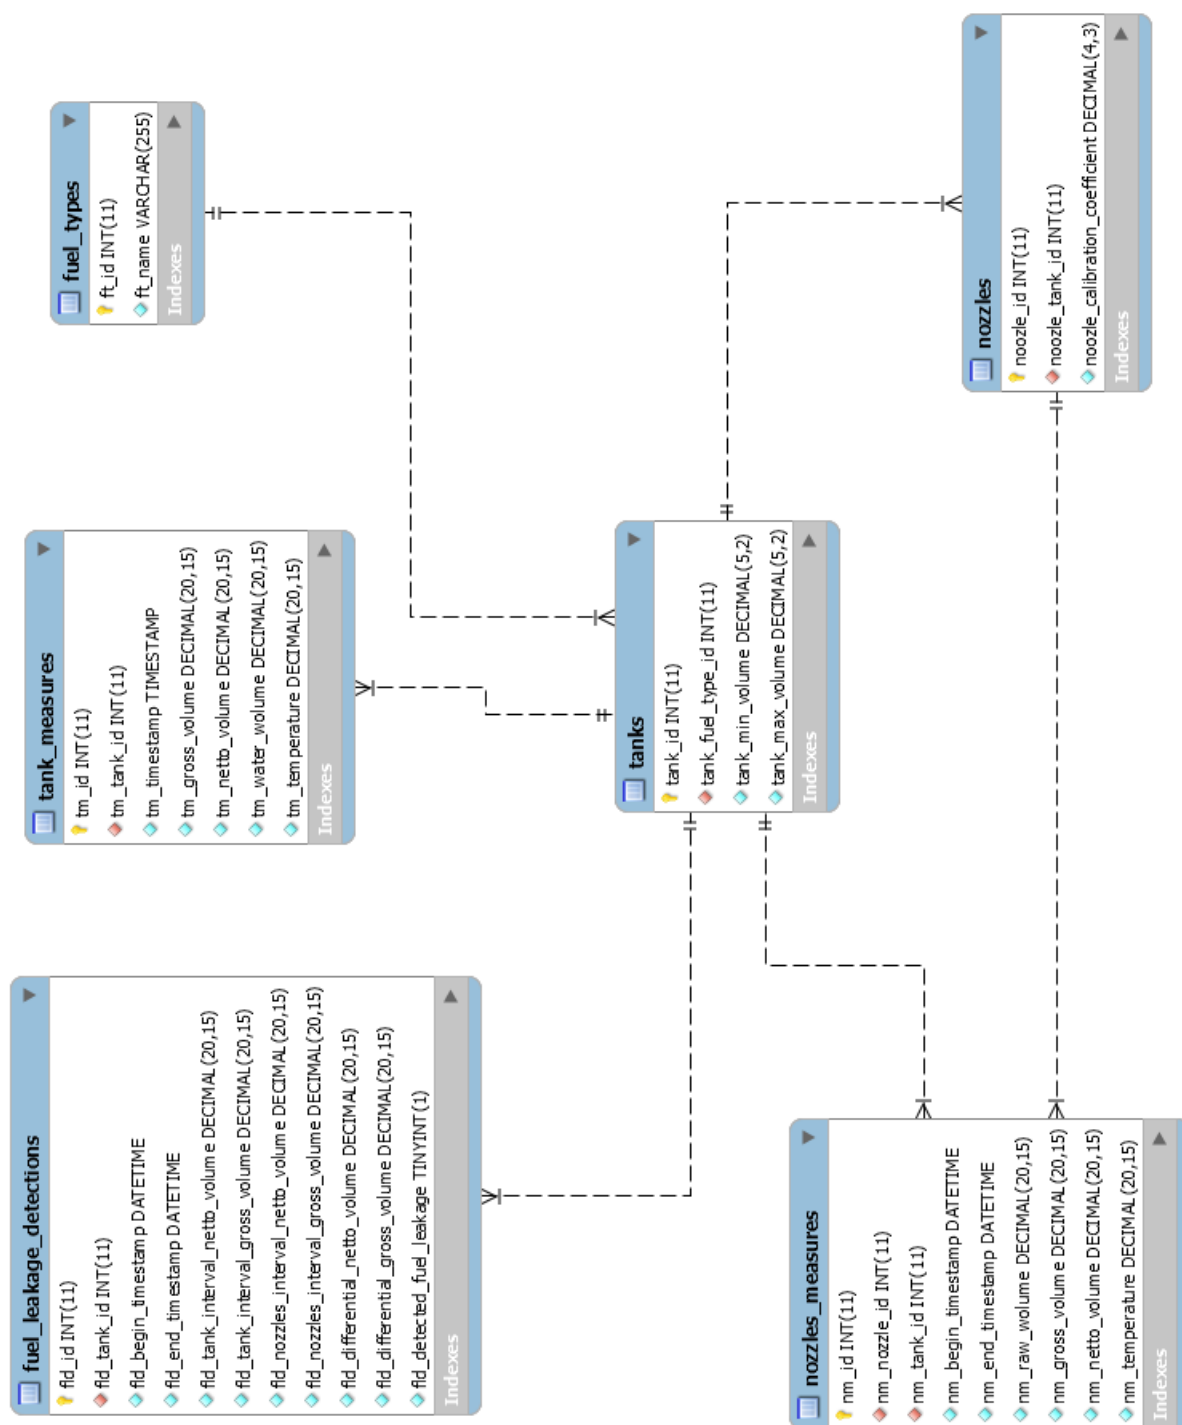 fuel_leakage_detections
fld_id INT(11)
fld_tank_id INT(11)
fld_begin_timestamp DATETIME
fld_end_timestamp DATETIME
fld_tank_interval_netto_volume DECIMAL(20,15)
fld_tank_interval_gross_volume DECIMAL(20,15)
fld_nozzles_interval_netto_volume DECIMAL(20,15)
fld_nozzles_interval_gross_volume DECIMAL(20,15)
fld_differential_netto_volume DECIMAL(20,15)
fld_differential_gross_volume DECIMAL(20,15)
fld_detected_fuel_leakage TINYINT(1)
Indexes
tank_measures
tm_id INT(11)
tm_tank_id INT(11)
tm_timestamp TIMESTAMP
tm_gross_volume DECIMAL(20,15)
tm_netto_volume DECIMAL(20,15)
tm_water_wolume DECIMAL(20,15)
tm_temperature DECIMAL(20,15)
Indexes
fuel_types
ft_id INT(11)
ft_name VARCHAR(255)
Indexes
tanks
tank_id INT(11)
tank_fuel_type_id INT(11)
tank_min_volume DECIMAL(5,2)
tank_max_volume DECIMAL(5,2)
Indexes
nozzles_measures
nm_id INT(11)
nm_nozzle_id INT(11)
nm_tank_id INT(11)
nm_begin_timestamp DATETIME
nm_end_timestamp DATETIME
nm_raw_wolume DECIMAL(20,15)
nm_gross_volume DECIMAL(20,15)
nm_netto_volume DECIMAL(20,15)
nm_temperature DECIMAL(20,15)
Indexes
nozzles
noozle_id INT(11)
noozle_tank_id INT(11)
noozle_calibration_coefficient DECIMAL(4,3)
Indexes